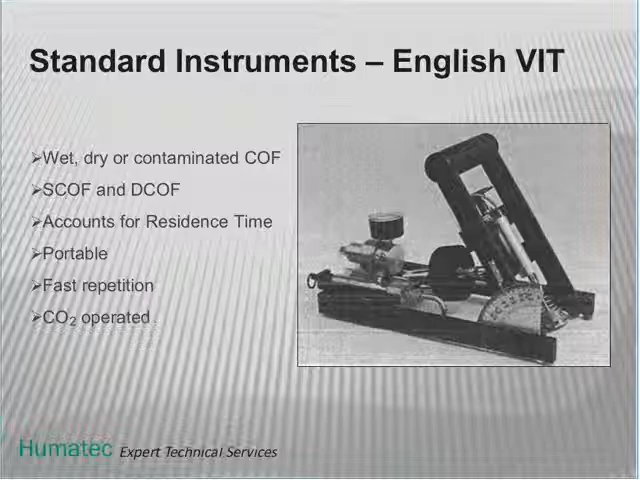 Standard Instruments – English VIT
➢Wet, dry or contaminated COF
➢SCOF and DCOF
➢Accounts for Residence Time
➢Portable
➢Fast repetition
➢CO₂ operated
Humatec Expert Technical Services